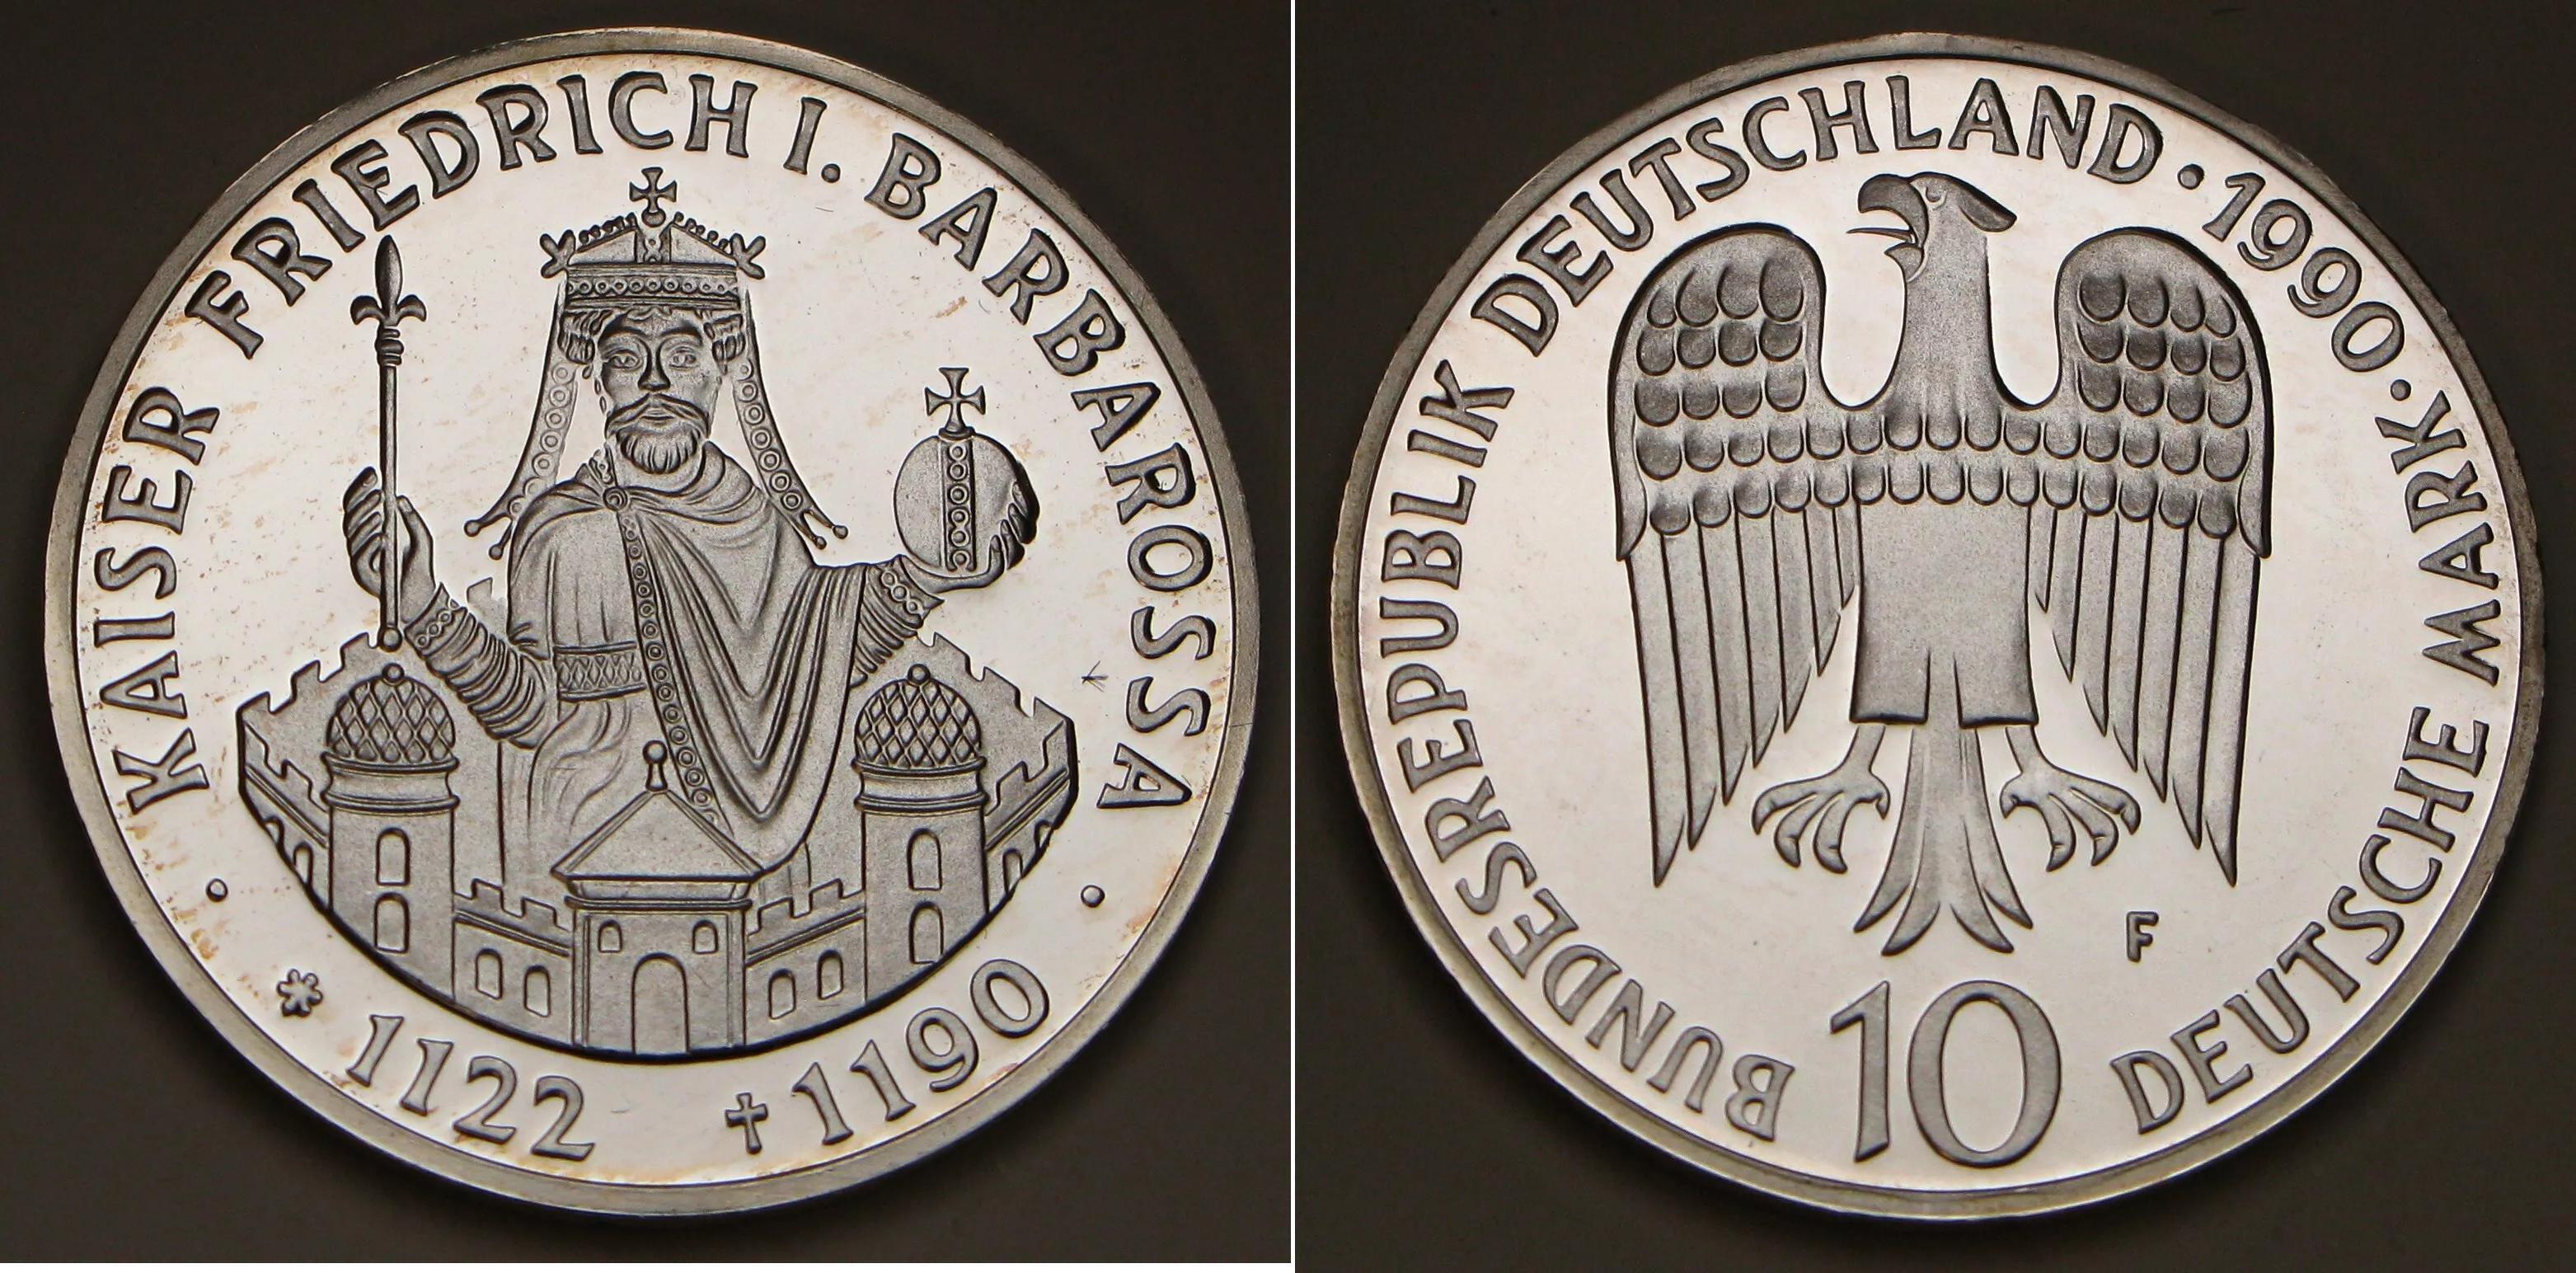 KAISER FRIEDRICH I. BARBAROSSA
* 1122 † 1190
BUNDESREPUBLIK DEUTSCHLAND · 1990 · 10 DEUTSCHE MARK
F